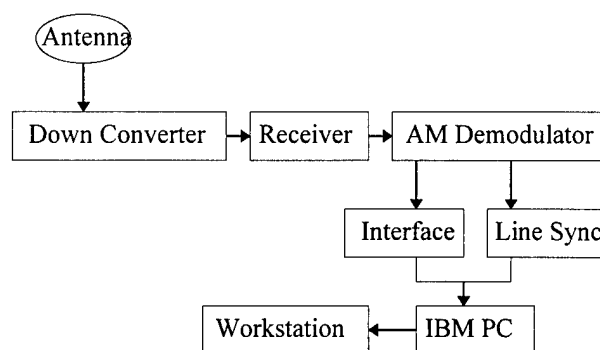 Antenna
Down Converter
Receiver
AM Demodulator
Interface
Line Sync
Workstation
IBM PC